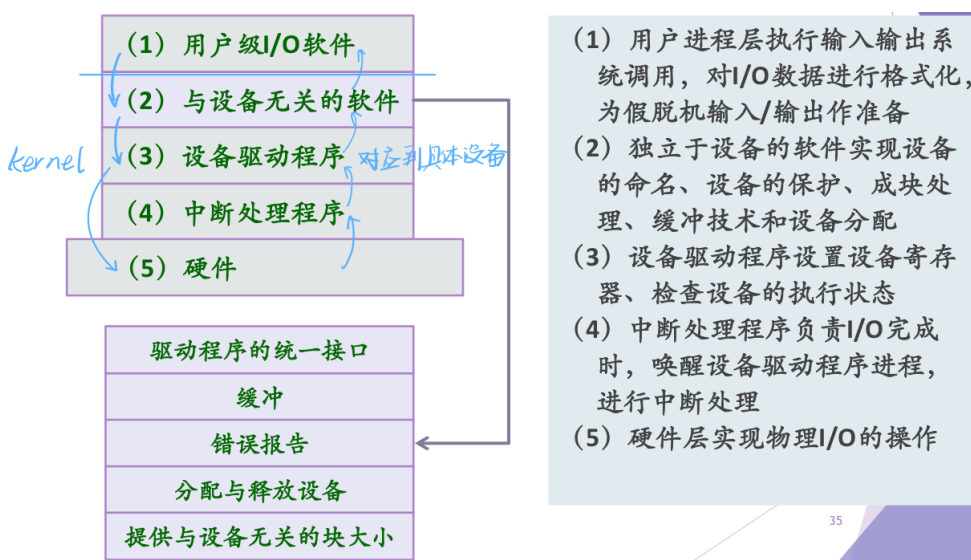 (1) 用户级I/O软件
(2) 与设备无关的软件
kernel
(3) 设备驱动程序 对应到具体设备
(4) 中断处理程序
(5) 硬件
驱动程序的统一接口
缓冲
错误报告
分配与释放设备
提供与设备无关的块大小
(1) 用户进程层执行输入输出系
统调用，对I/O数据进行格式化，
为假脱机输入/输出作准备
(2) 独立于设备的软件实现设备
的命名、设备的保护、成块处
理、缓冲技术和设备分配
(3) 设备驱动程序设置设备寄存
器、检查设备的执行状态
(4) 中断处理程序负责I/O完成
时，唤醒设备驱动程序进程，
进行中断处理
(5) 硬件层实现物理I/O的操作
35